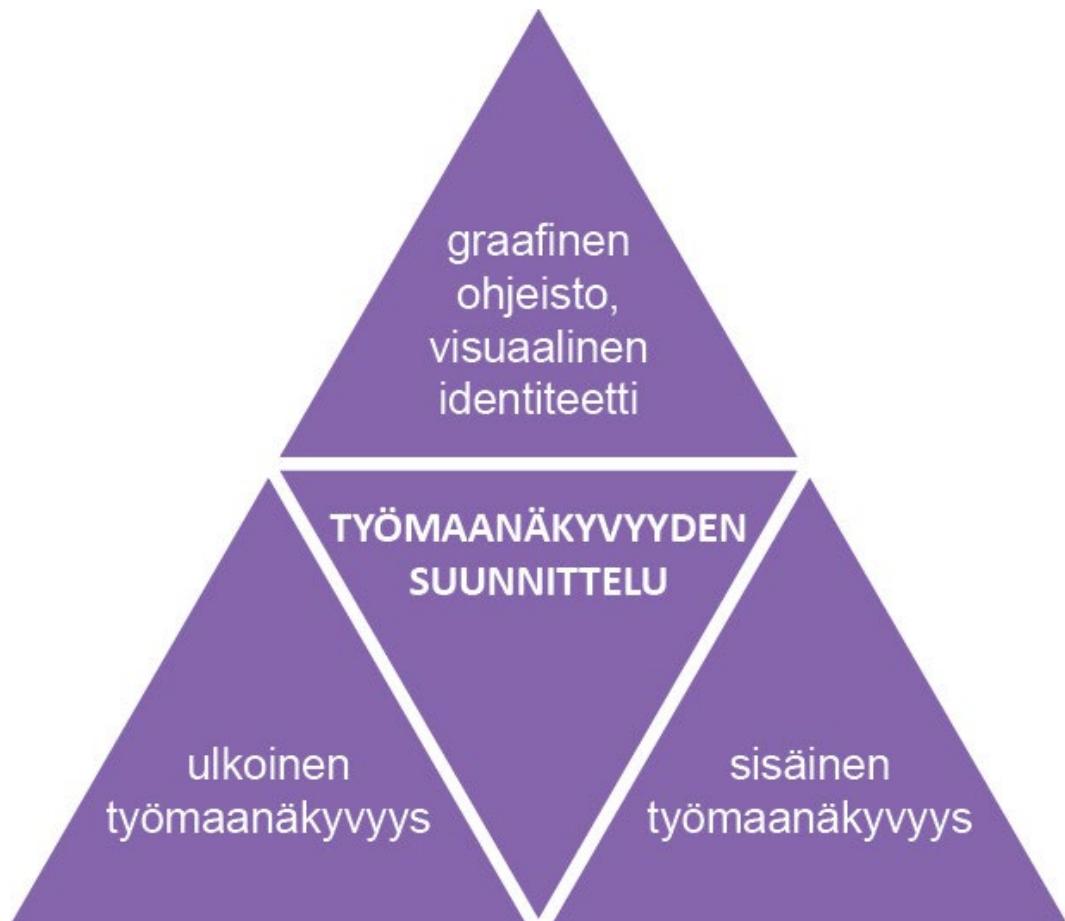 graafinen
ohjeisto,
visuaalinen
identiteetti
TYÖMAANÄKYVYYDEN
SUUNNITTELU
ulkoinen
työmaanäkyvyys
sisäinen
työmaanäkyvyys